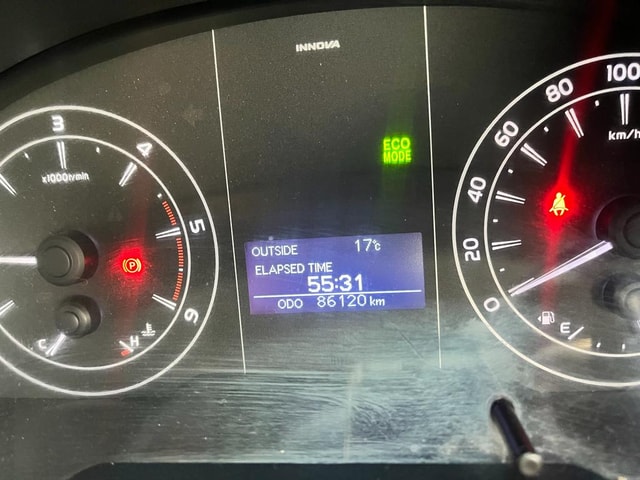 INNOVA
ECO
MODE
OUTSIDE 17°c
ELAPSED TIME
55:31
ODO 86120 km
3
4
5
6
x1000r/min
P
C
H
100
80
60
40
20
0
km/h
E